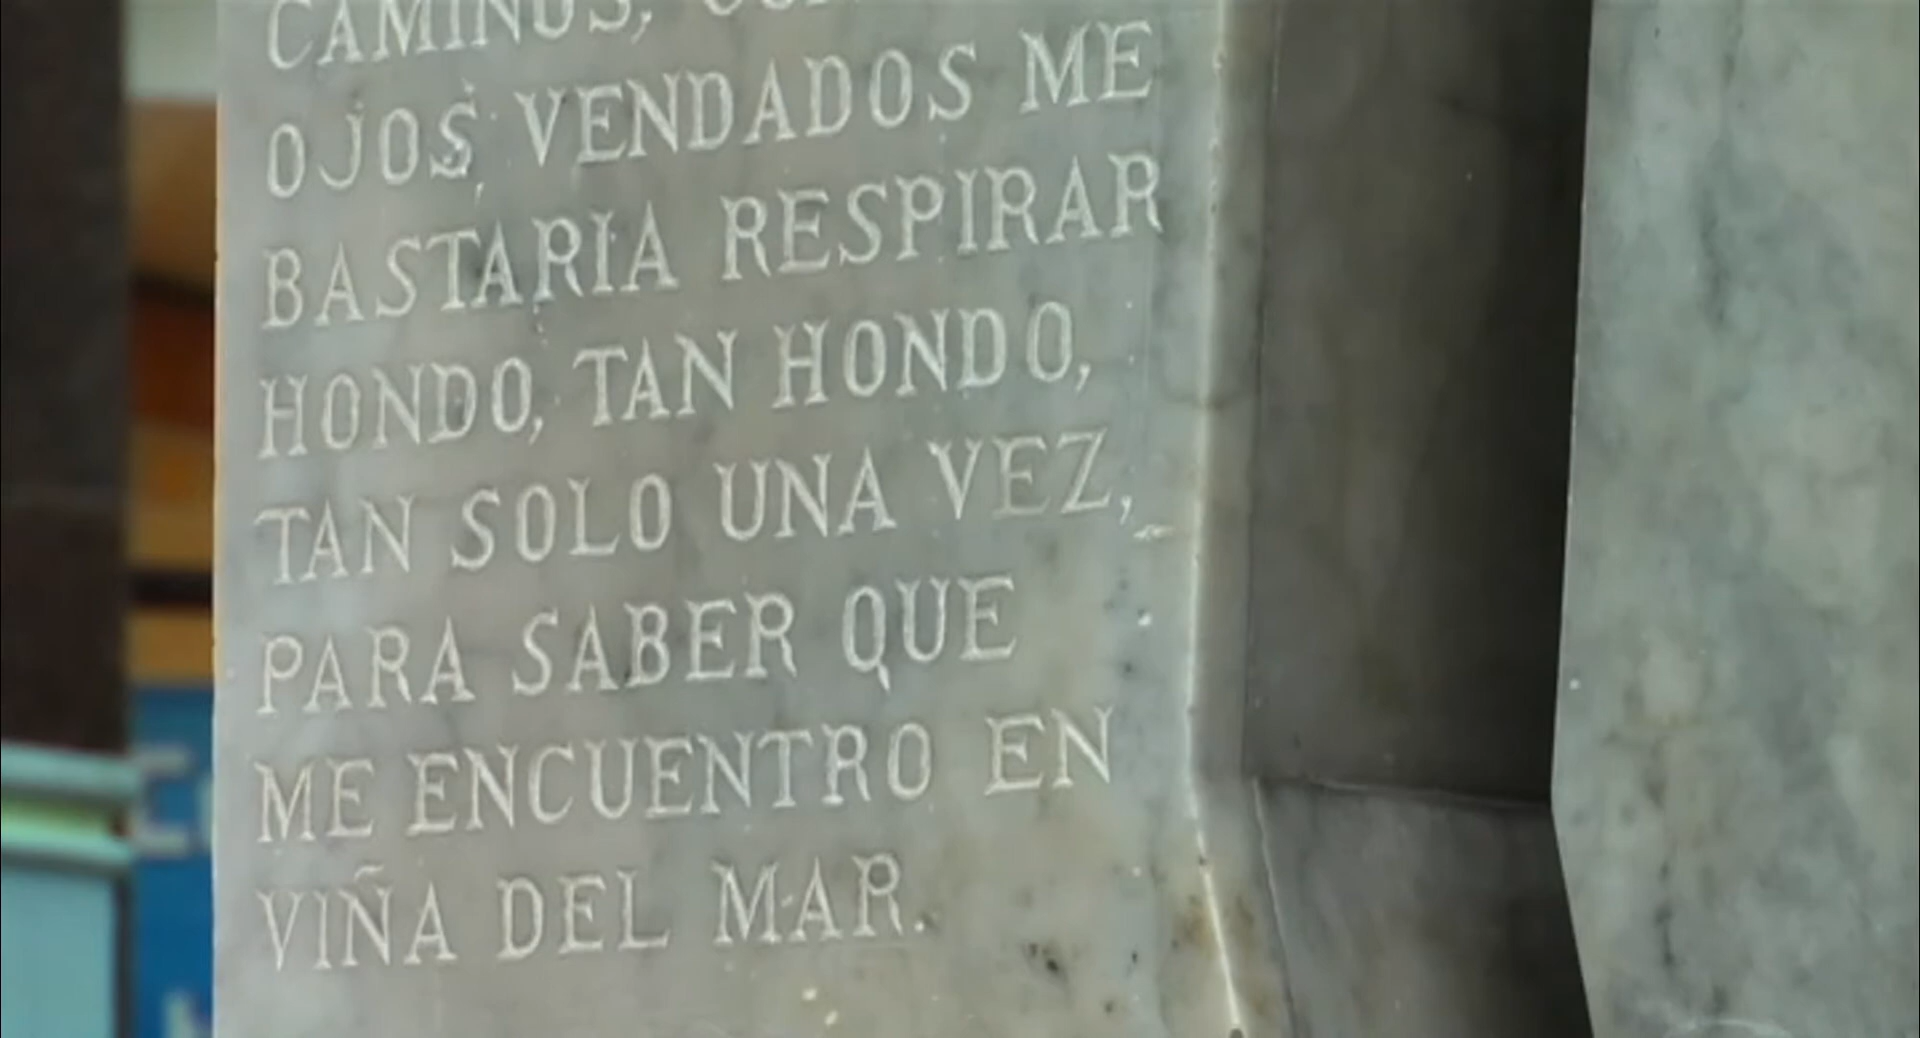 CAMINOS,
OJOS VENDADOS ME
BASTARIA RESPIRAR
HONDO, TAN HONDO,
TAN SOLO UNA VEZ,
PARA SABER QUE
ME ENCUENTRO EN
VIÑA DEL MAR.